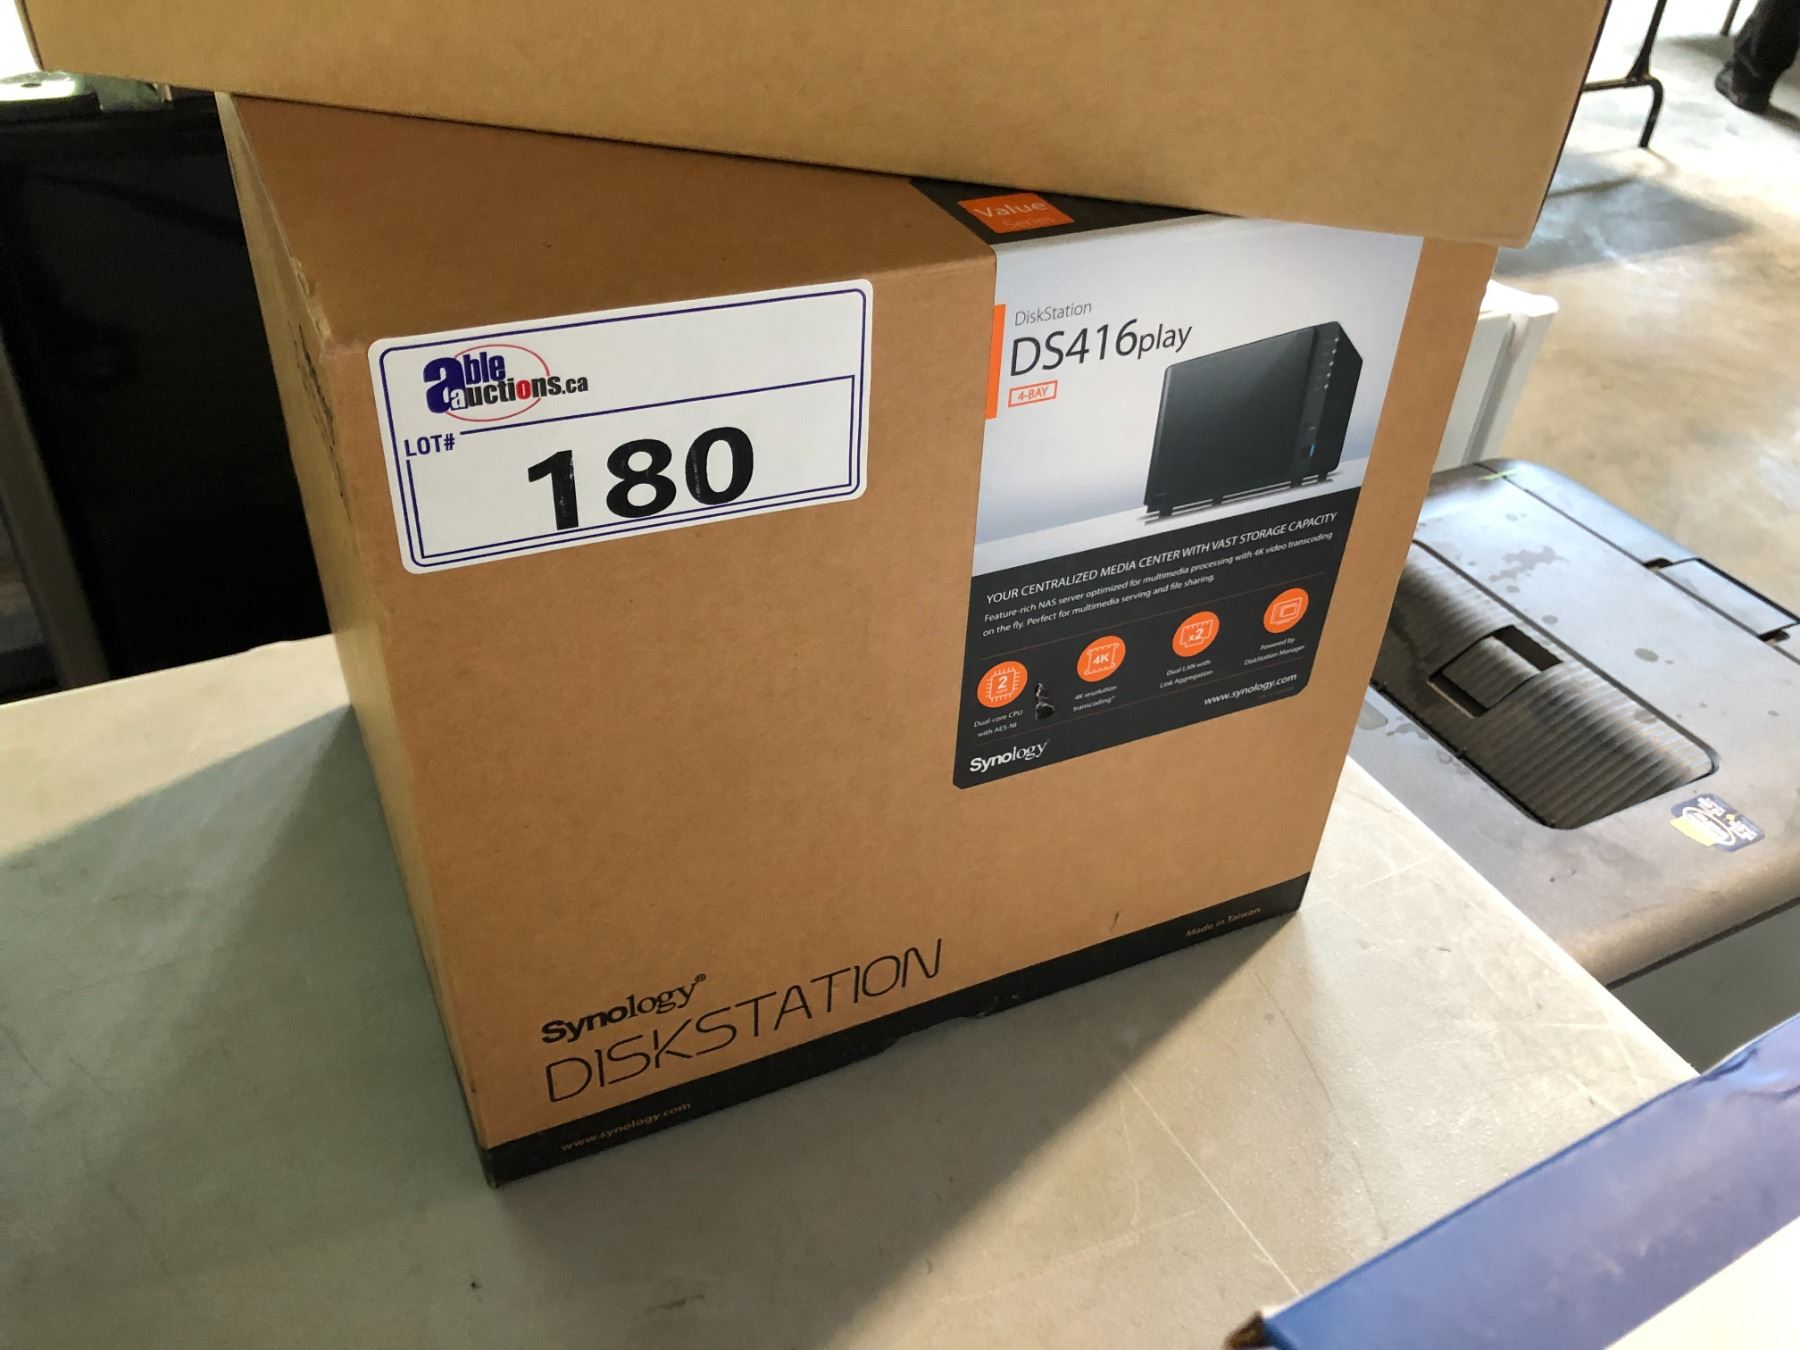 Value
Series
able
auctions.ca
LOT#
180
DiskStation
DS416play
4-BAY
YOUR CENTRALIZED MEDIA CENTER WITH VAST STORAGE CAPACITY
Feature-rich NAS server optimized for multimedia processing with 4K video transcoding
on the fly. Perfect for multimedia serving and file sharing.
2
4K
x2
Dual-core CPU
with AES-NI
4K resolution
transcoding
Dual LAN with
Link Aggregation
Powered by
DiskStation Manager
www.synology.com
Synology
Synology®
DISKSTATION
www.synology.com
Made in Taiwan